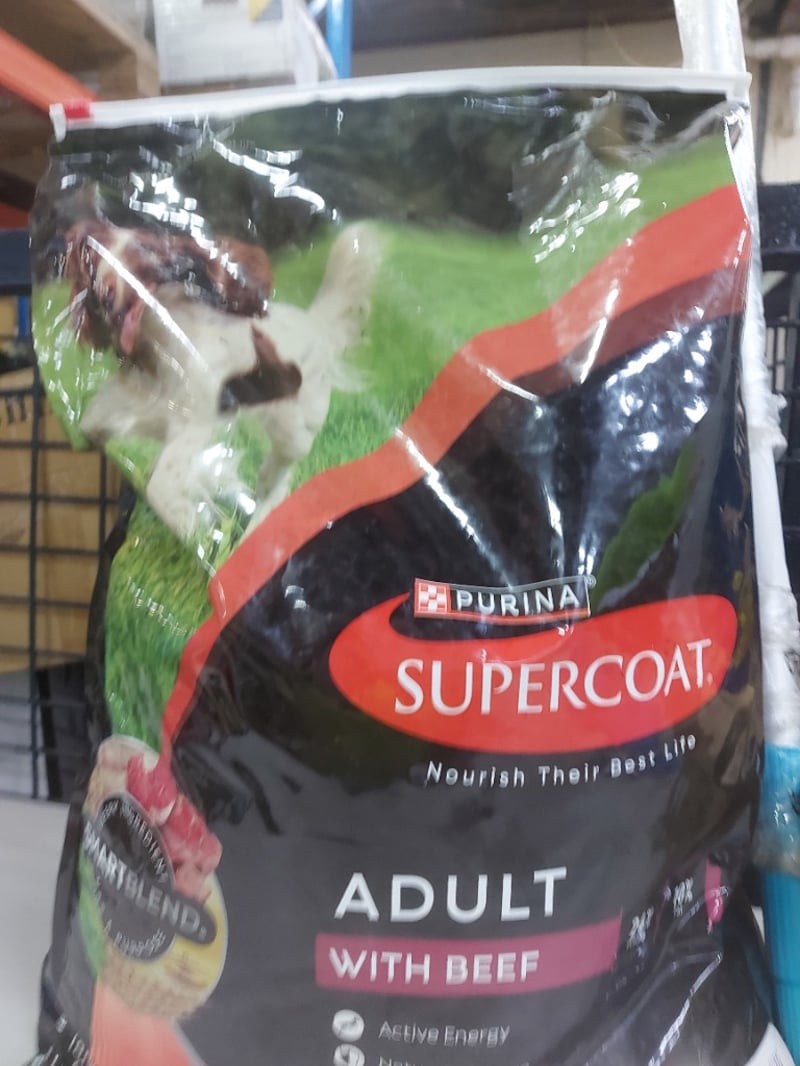 PURINA
SUPERCOAT
Nourish Their Best Life
SMARTBLEND
ADULT
WITH BEEF
Active Energy